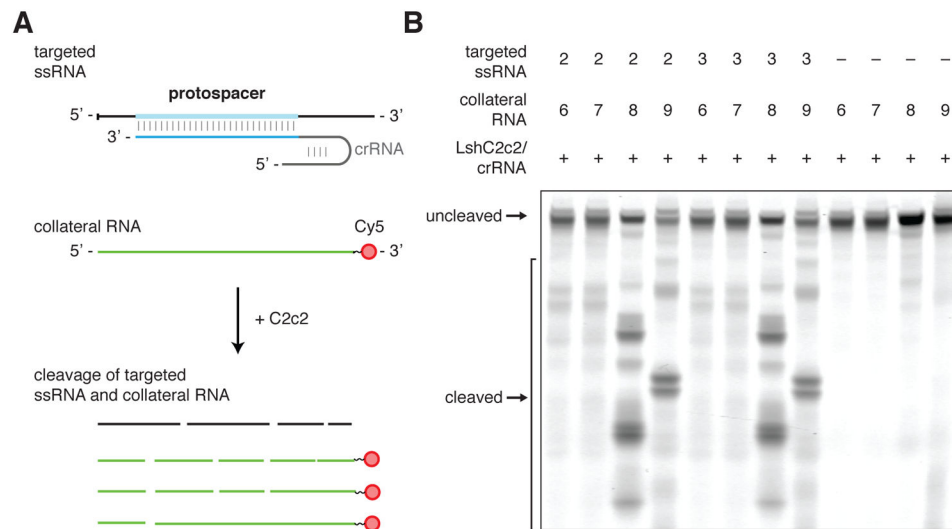 A
targeted
ssRNA
protospacer
5’ - - 3’
3’ -
crRNA
5’ -
collateral RNA Cy5
5’ - - 3’
+ C2c2
cleavage of targeted
ssRNA and collateral RNA
B
targeted
ssRNA 2 2 2 2 3 3 3 3 – – – –
collateral
RNA 6 7 8 9 6 7 8 9 6 7 8 9
LshC2c2/
crRNA + + + + + + + + + + + +
uncleaved
cleaved